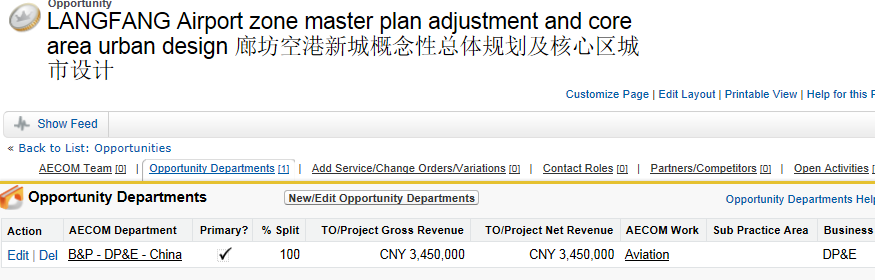 Opportunity
LANGFANG Airport zone master plan adjustment and core
area urban design 廊坊空港新城概念性总体规划及核心区城
市设计
Customize Page | Edit Layout | Printable View | Help for this P
Show Feed
« Back to List: Opportunities
AECOM Team [0] | Opportunity Departments [1] | Add Service/Change Orders/Variations [0] | Contact Roles [0] | Partners/Competitors [0] | Open Activities [
Opportunity Departments New/Edit Opportunity Departments Opportunity Departments Help
Action AECOM Department Primary? % Split TO/Project Gross Revenue TO/Project Net Revenue AECOM Work Sub Practice Area Business
Edit | Del B&P - DP&E - China ✓ 100 CNY 3,450,000 CNY 3,450,000 Aviation DP&E